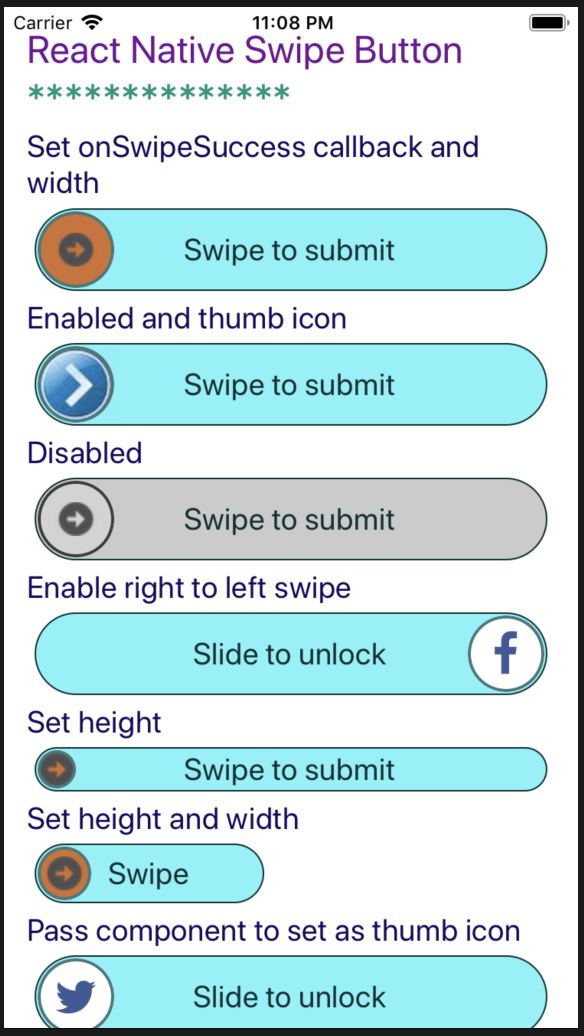 Carrier 11:08 PM
React Native Swipe Button
**************
Set onSwipeSuccess callback and
width
Swipe to submit
Enabled and thumb icon
Swipe to submit
Disabled
Swipe to submit
Enable right to left swipe
Slide to unlock
Set height
Swipe to submit
Set height and width
Swipe
Pass component to set as thumb icon
Slide to unlock